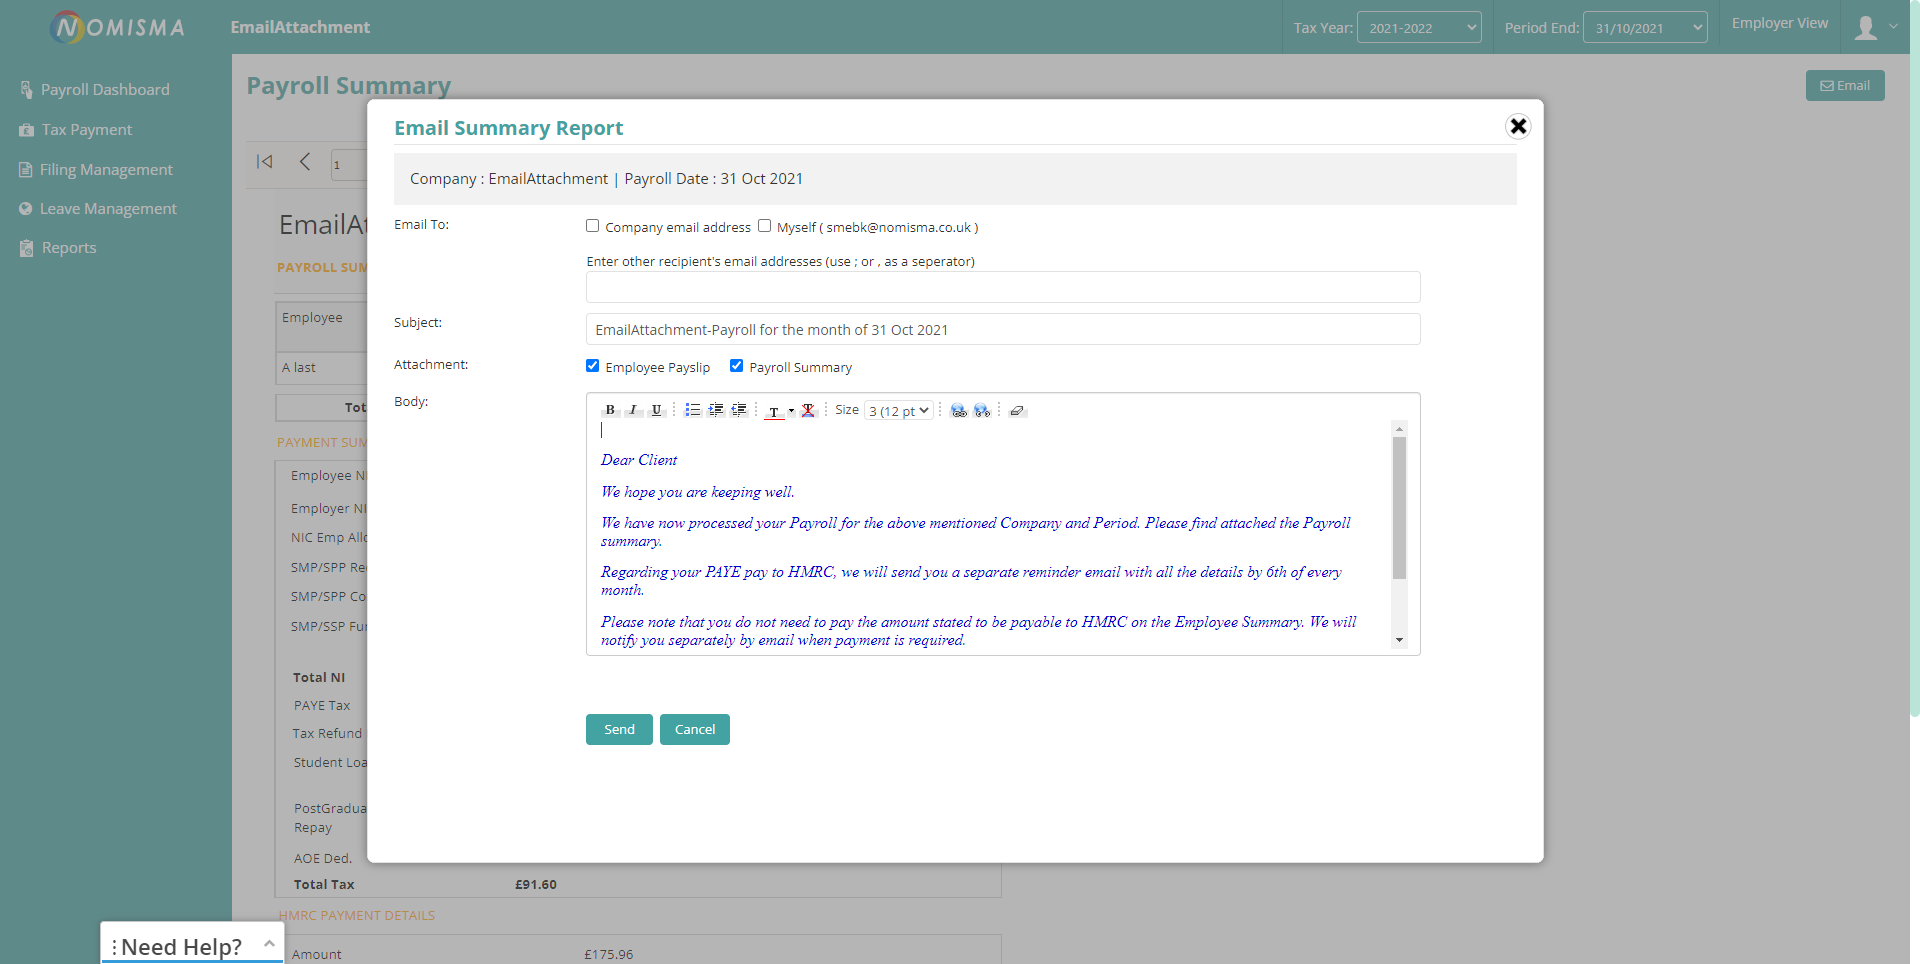 NOMISMA
EmailAttachment
Tax Year:
2021-2022
Period End:
31/10/2021
Employer View
Payroll Dashboard
Tax Payment
Filing Management
Leave Management
Reports
Payroll Summary
Email
1
EmailA
PAYROLL SUM
Employee
A last
Tot
PAYMENT SUM
Employee NI
Employer NI
NIC Emp Allo
SMP/SPP Re
SMP/SPP Co
SMP/SSP Fu
Total NI
PAYE Tax
Tax Refund
Student Loa
PostGradua
Repay
AOE Ded.
Total Tax
£91.60
HMRC PAYMENT DETAILS
Amount
£175.96
Email Summary Report
Company : EmailAttachment | Payroll Date : 31 Oct 2021
Email To:
Company email address
Myself ( smebk@nomisma.co.uk )
Enter other recipient's email addresses (use ; or , as a seperator)
Subject:
EmailAttachment-Payroll for the month of 31 Oct 2021
Attachment:
Employee Payslip
Payroll Summary
Body:
B I U T T Size 3 (12 pt
Dear Client
We hope you are keeping well.
We have now processed your Payroll for the above mentioned Company and Period. Please find attached the Payroll
summary.
Regarding your PAYE pay to HMRC, we will send you a separate reminder email with all the details by 6th of every
month.
Please note that you do not need to pay the amount stated to be payable to HMRC on the Employee Summary. We will
notify you separately by email when payment is required.
Send
Cancel
Need Help?